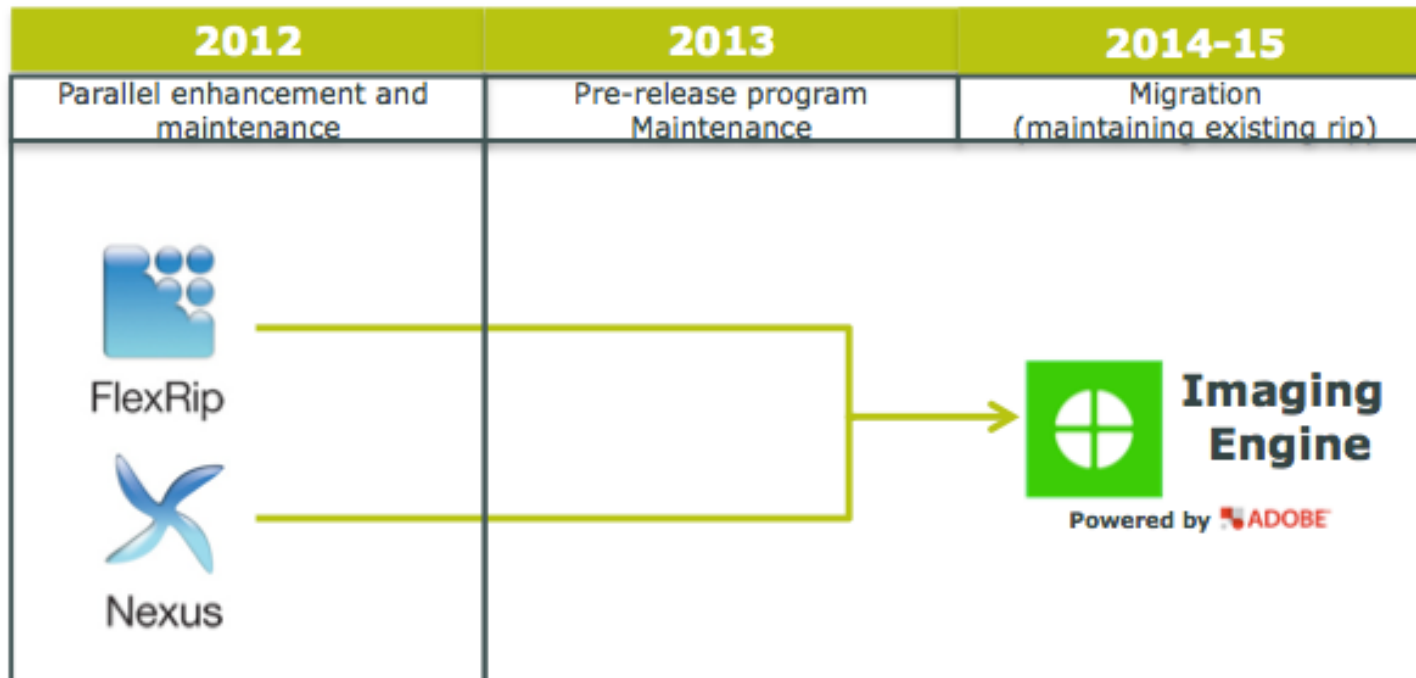 2012
2013
2014-15
Parallel enhancement and
maintenance
Pre-release program
Maintenance
Migration
(maintaining existing rip)
FlexRip
Nexus
Imaging
Engine
Powered by ADOBE